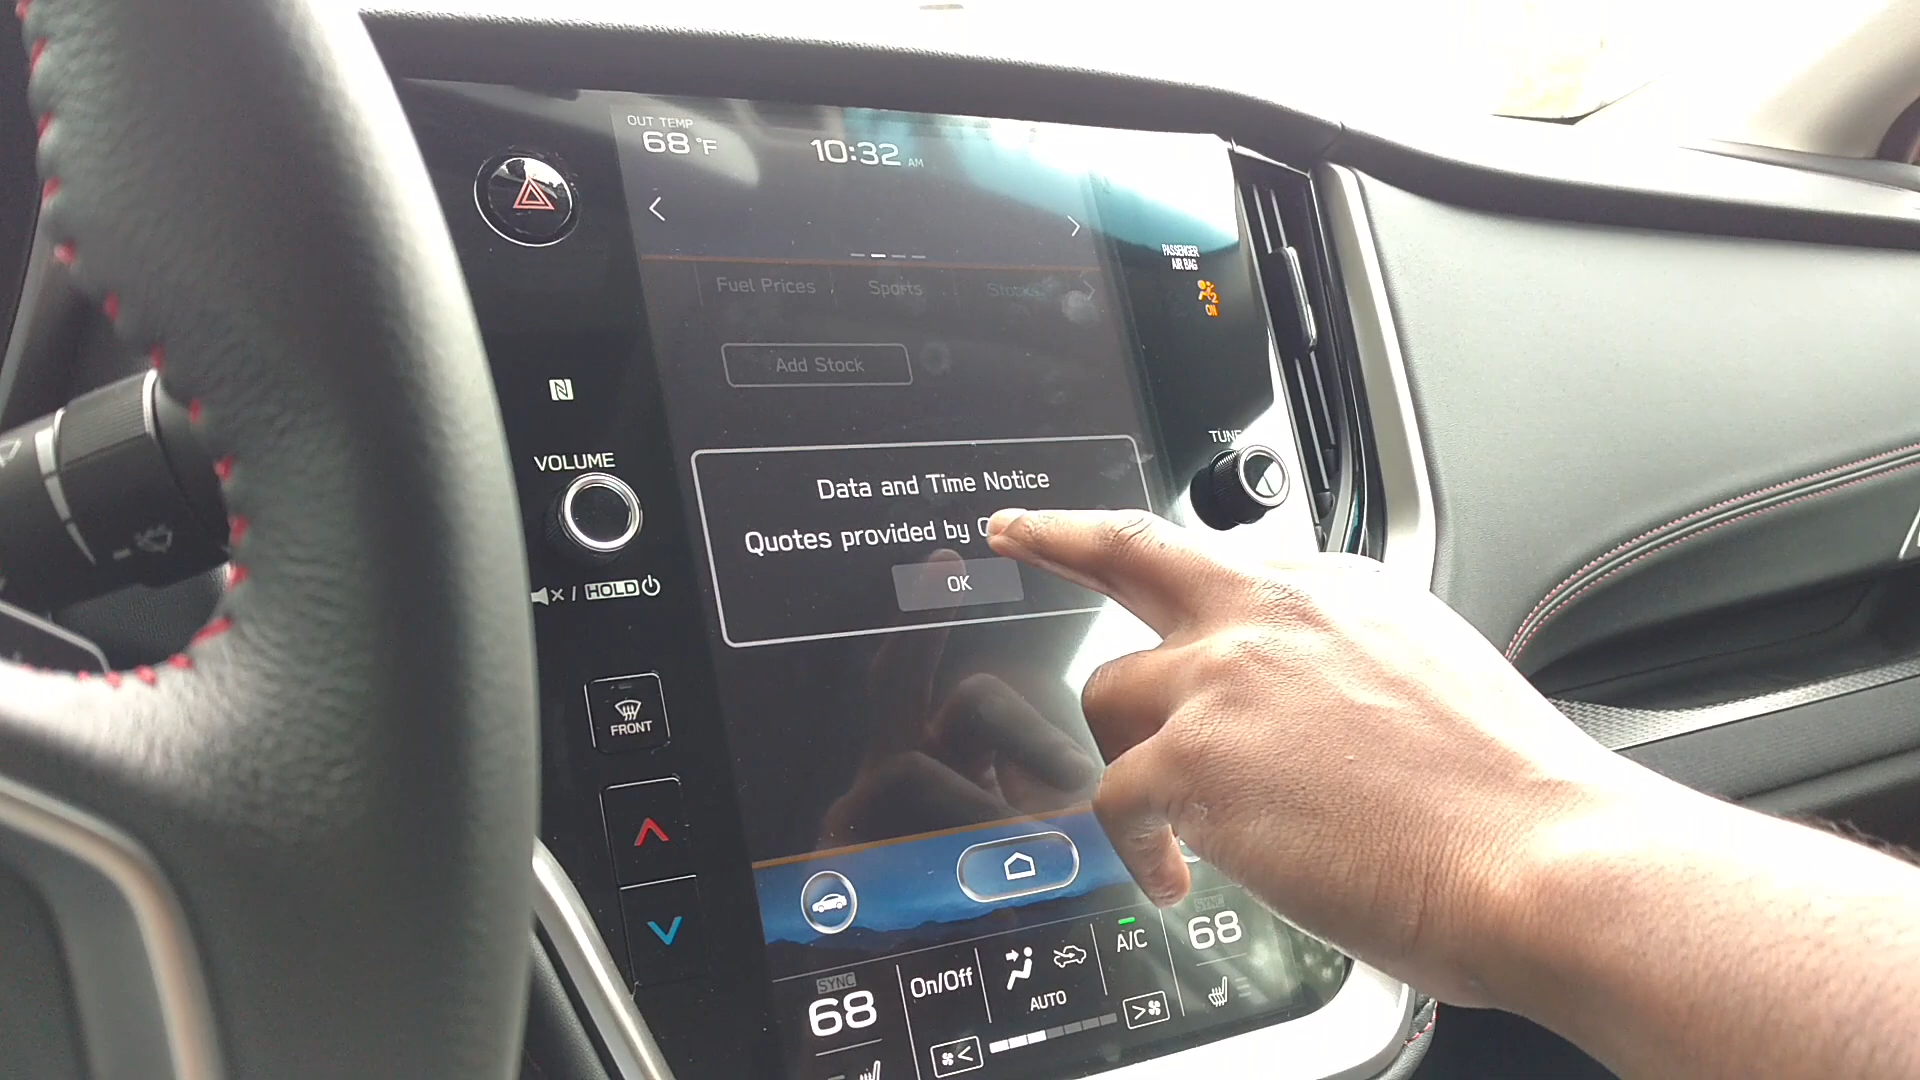 OUT TEMP
68°F
10:32 AM
PASSENGER
AIR BAG
Fuel Prices
Sports
Stocks
Add Stock
TUNE
VOLUME
Data and Time Notice
Quotes provided by
OK
HOLD
FRONT
SYNC
68
On/Off
AUTO
A/C
SYNC
68